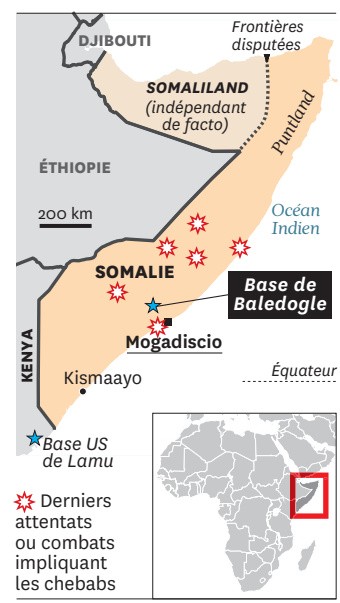 Frontières
disputées
DJIBOUTI
SOMALILAND
(indépendant
de facto)
Puntland
ÉTHIOPIE
200 km
Océan
Indien
SOMALIE
Base de
Baledogle
Mogadiscio
KENYA
Équateur
Kismaayo
Base US
de Lamu
Derniers
attentats
ou combats
impliquant
les chebabs